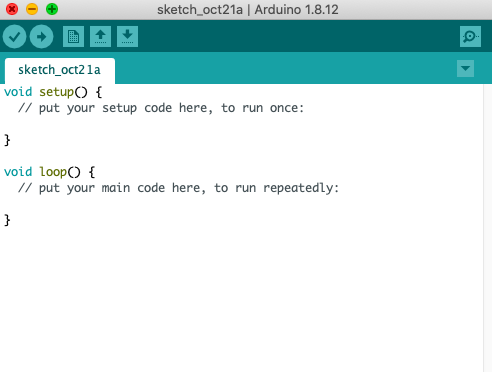 sketch_oct21a | Arduino 1.8.12
sketch_oct21a
void setup() {
  // put your setup code here, to run once:
}
void loop() {
  // put your main code here, to run repeatedly:
}